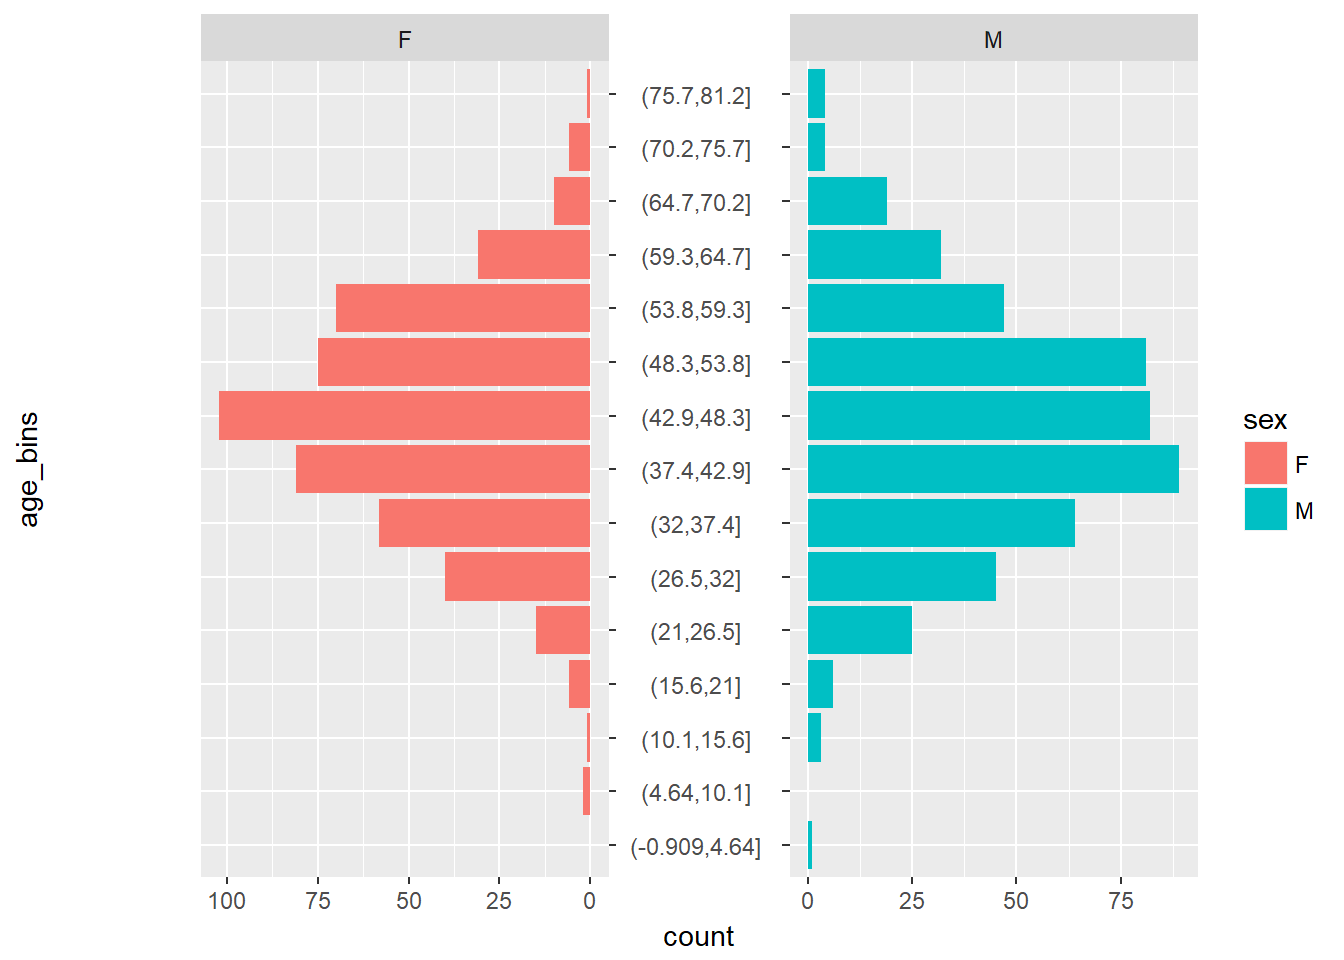 F
M
(75.7,81.2]
(70.2,75.7]
(64.7,70.2]
(59.3,64.7]
(53.8,59.3]
(48.3,53.8]
(42.9,48.3]
(37.4,42.9]
(32,37.4]
(26.5,32]
(21,26.5]
(15.6,21]
(10.1,15.6]
(4.64,10.1]
(-0.909,4.64]
age_bins
100 75 50 25 0
0 25 50 75
count
sex
F
M